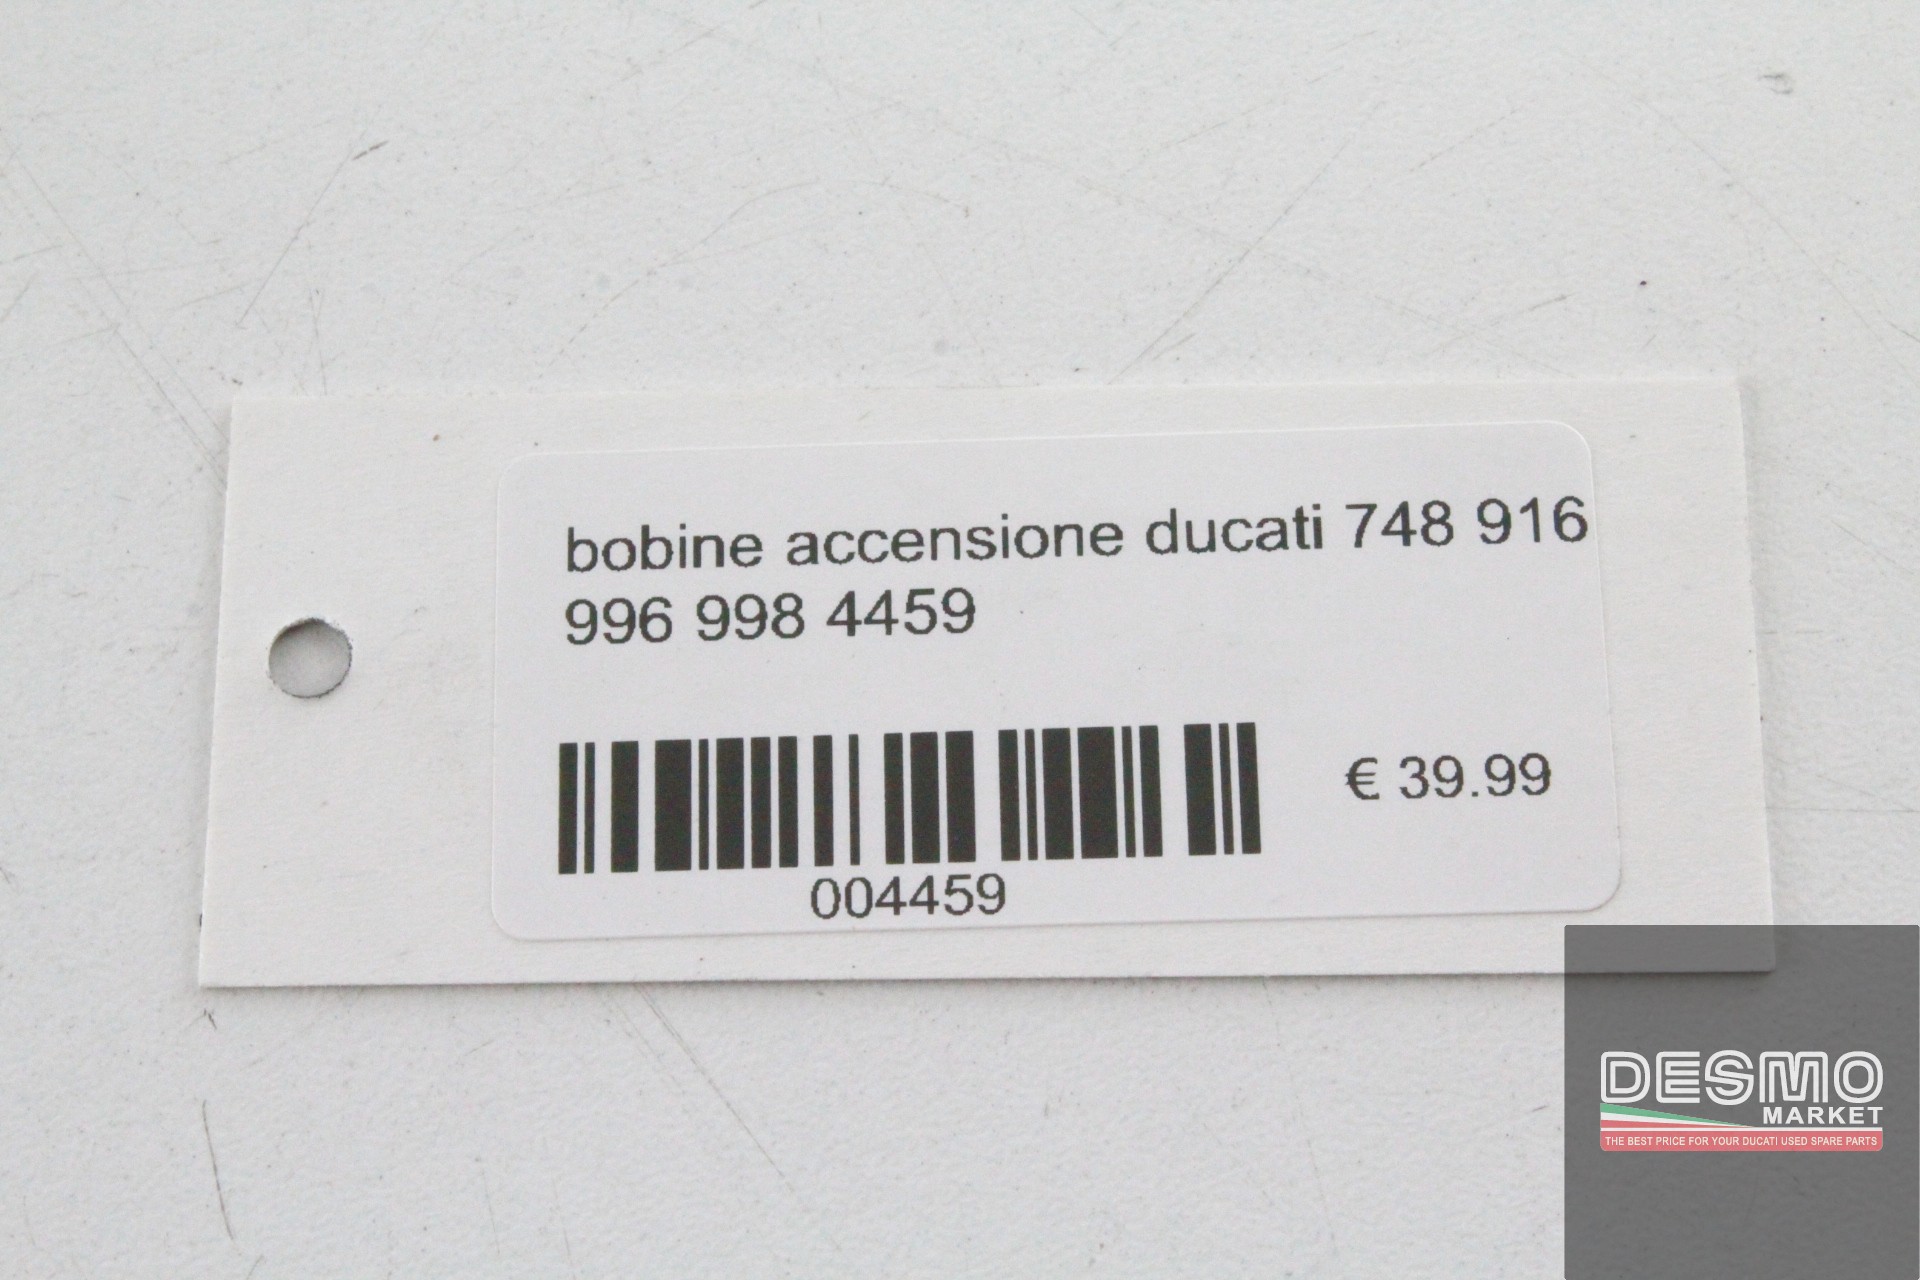 bobine accensione ducati 748 916
996 998 4459
€ 39.99
004459
DESMO
MARKET
THE BEST PRICE FOR YOUR DUCATI USED SPARE PARTS